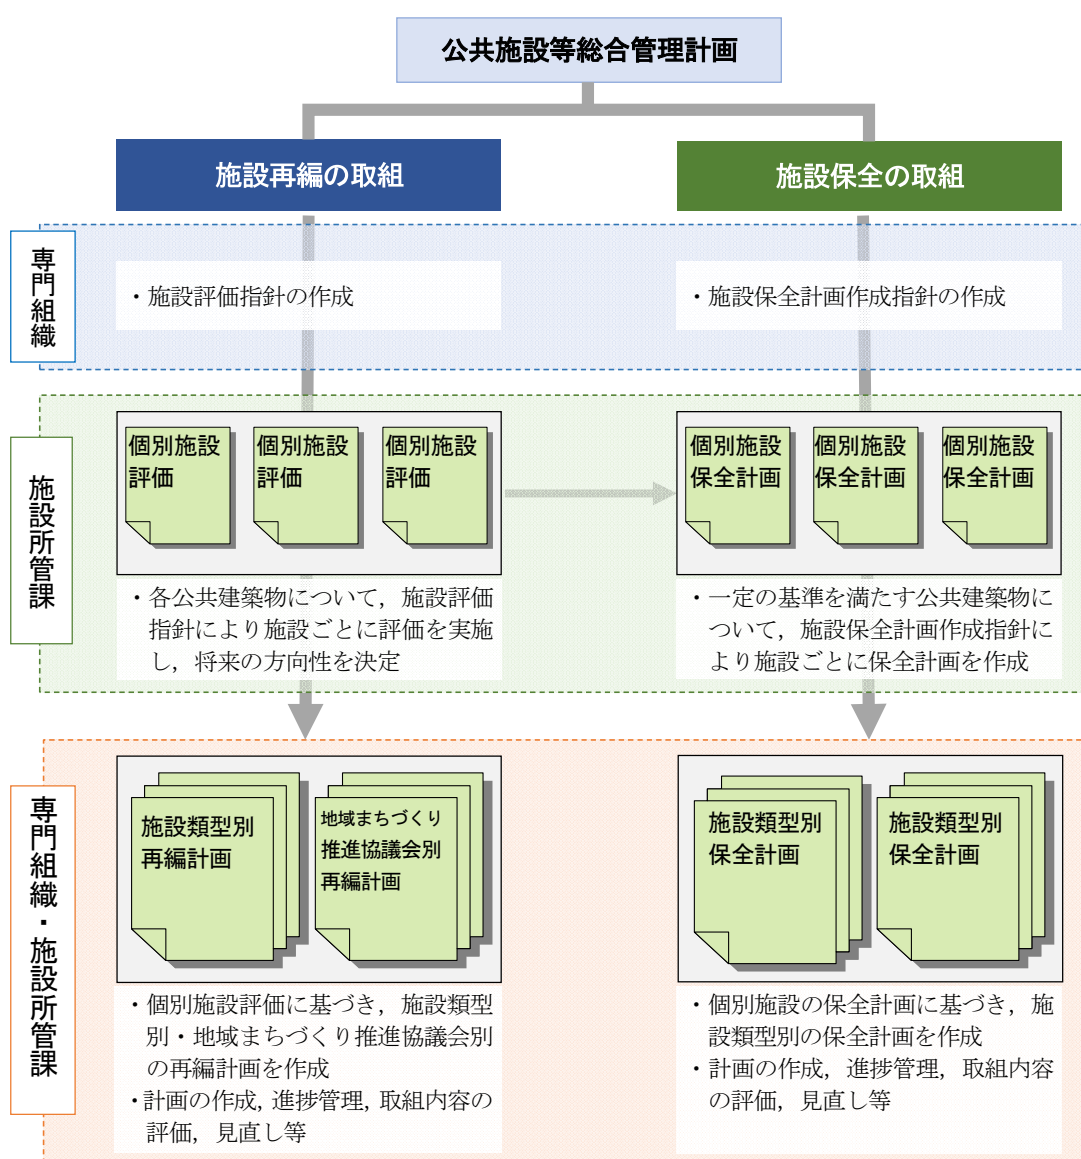 公共施設等総合管理計画
施設再編の取組
施設保全の取組
専門組織
・施設評価指針の作成
・施設保全計画作成指針の作成
施設所管課
個別施設
評価
個別施設
評価
個別施設
評価
個別施設
保全計画
個別施設
保全計画
個別施設
保全計画
・各公共建築物について，施設評価
指針により施設ごとに評価を実施
し，将来の方向性を決定
・一定の基準を満たす公共建築物に
ついて，施設保全計画作成指針に
より施設ごとに保全計画を作成
専門組織・施設所管課
施設類型別
再編計画
地域まちづくり
推進協議会別
再編計画
施設類型別
保全計画
施設類型別
保全計画
・個別施設評価に基づき，施設類型
別・地域まちづくり推進協議会別
の再編計画を作成
・計画の作成，進捗管理，取組内容の
評価，見直し等
・個別施設の保全計画に基づき，施
設類型別の保全計画を作成
・計画の作成，進捗管理，取組内容
の評価，見直し等